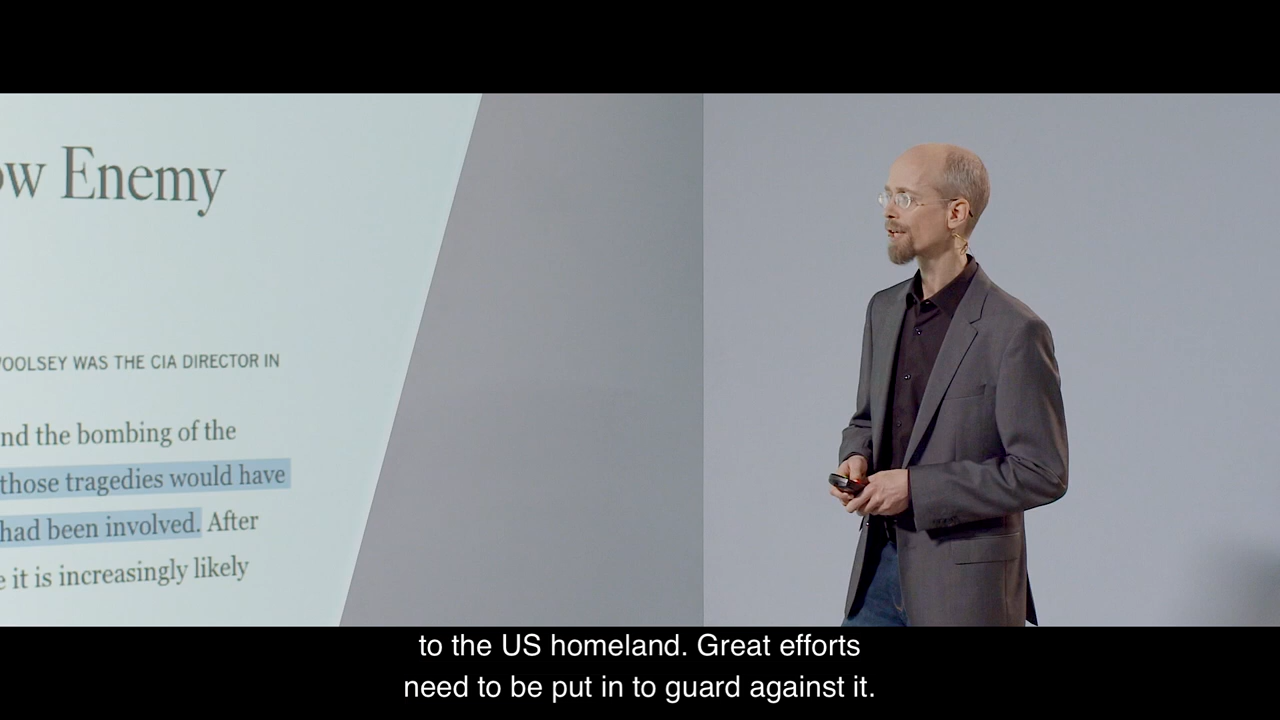 ow Enemy
OOLSEY WAS THE CIA DIRECTOR IN
nd the bombing of the
those tragedies would have
had been involved. After
e it is increasingly likely
to the US homeland. Great efforts
need to be put in to guard against it.